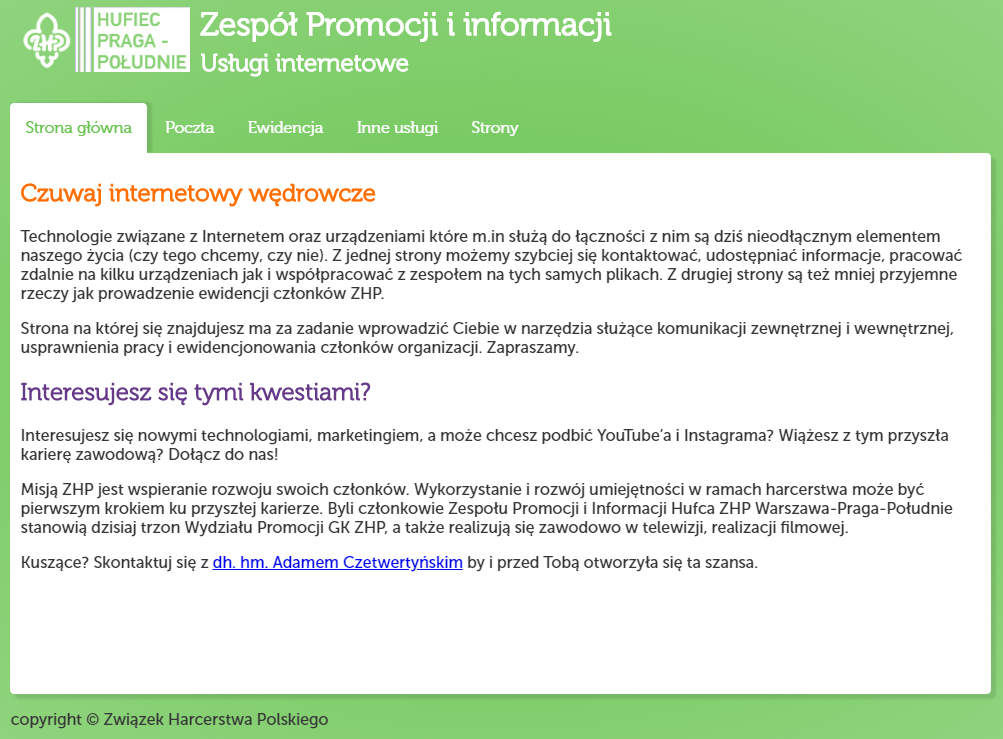 ZHP
HUFIEC
PRAGA -
POŁUDNIE
Zespół Promocji i informacji
Usługi internetowe
Strona główna Poczta Ewidencja Inne usługi Strony
Czuwaj internetowy wędrowcze
Technologie związane z Internetem oraz urządzeniami które m.in służą do łączności z nim są dziś nieodłącznym elementem
naszego życia (czy tego chcemy, czy nie). Z jednej strony możemy szybciej się kontaktować, udostępniać informacje, pracować
zdalnie na kilku urządzeniach jak i współpracować z zespołem na tych samych plikach. Z drugiej strony są też mniej przyjemne
rzeczy jak prowadzenie ewidencji członków ZHP.
Strona na której się znajdujesz ma za zadanie wprowadzić Ciebie w narzędzia służące komunikacji zewnętrznej i wewnętrznej,
usprawnienia pracy i ewidencjonowania członków organizacji. Zapraszamy.
Interesujesz się tymi kwestiami?
Interesujesz się nowymi technologiami, marketingiem, a może chcesz podbić YouTube'a i Instagrama? Wiążesz z tym przyszła
karierę zawodową? Dołącz do nas!
Misją ZHP jest wspieranie rozwoju swoich członków. Wykorzystanie i rozwój umiejętności w ramach harcerstwa może być
pierwszym krokiem ku przyszłej karierze. Byli członkowie Zespołu Promocji i Informacji Hufca ZHP Warszawa-Praga-Południe
stanowią dzisiaj trzon Wydziału Promocji GK ZHP, a także realizują się zawodowo w telewizji, realizacji filmowej.
Kuszące? Skontaktuj się z dh. hm. Adamem Czetwertyńskim by i przed Tobą otworzyła się ta szansa.
copyright © Związek Harcerstwa Polskiego